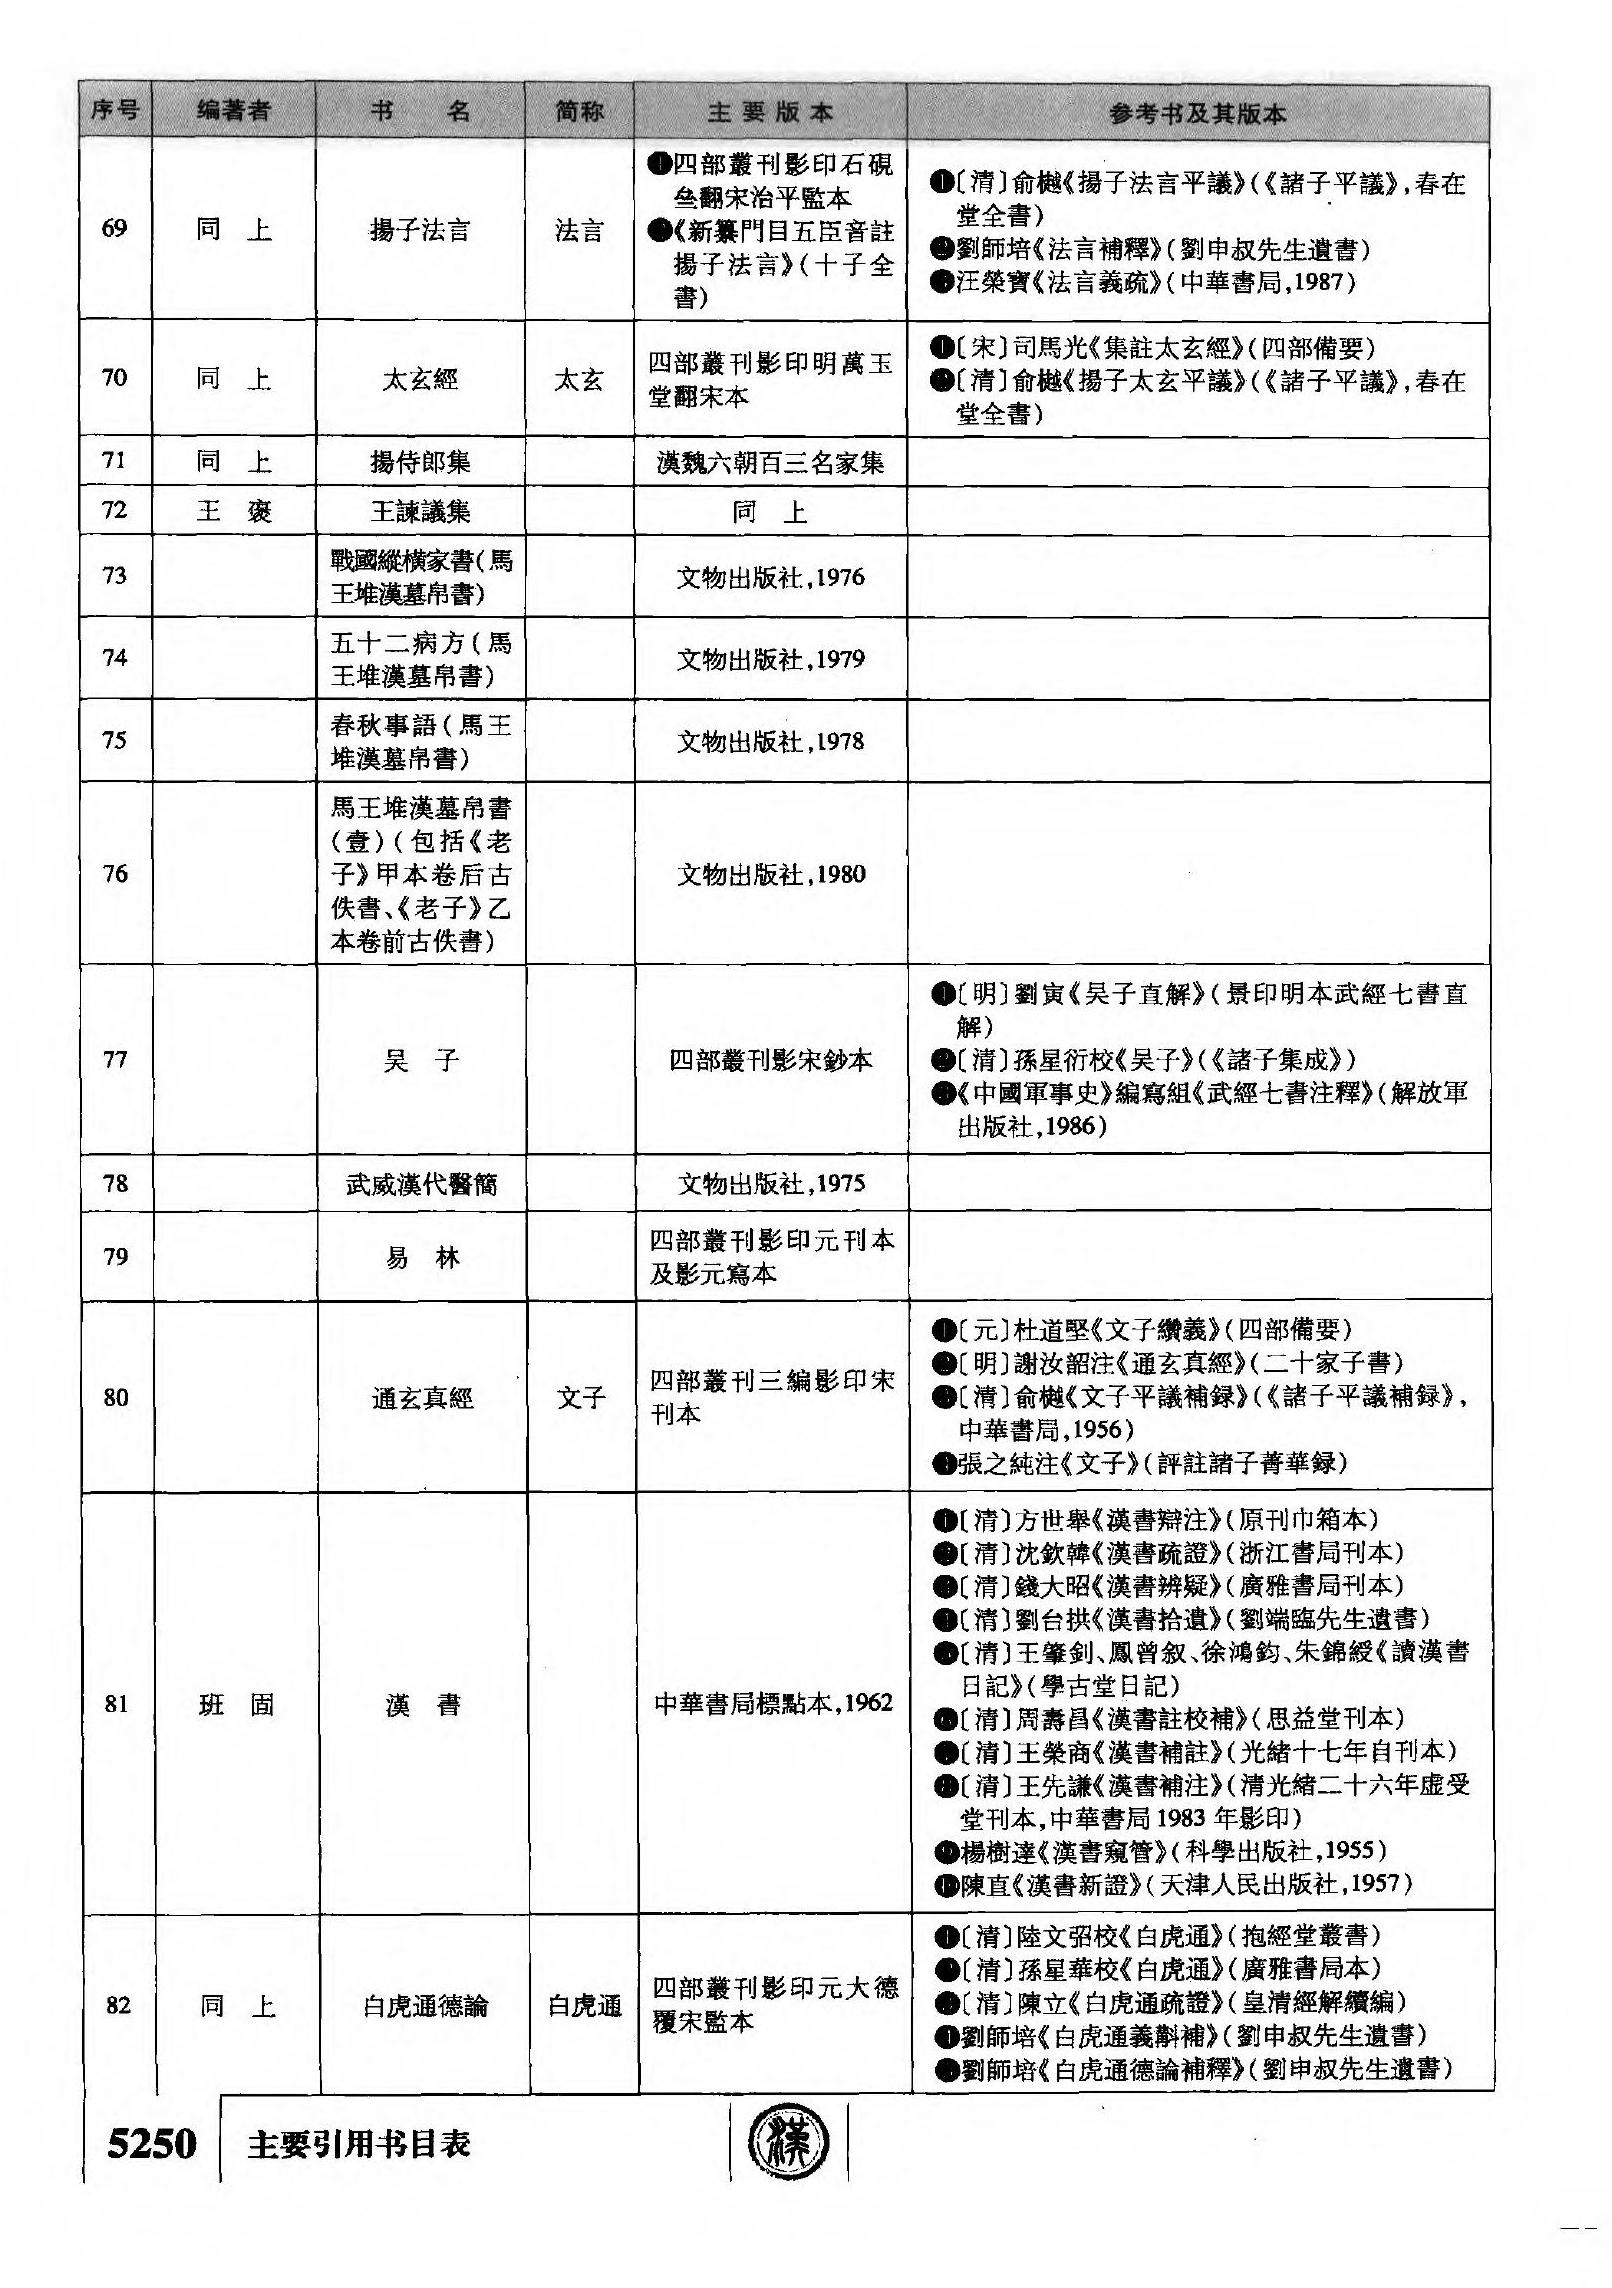 序号 编著者 书 名 简称 主要版本 参考书及其版本
69 同 上 揚子法言 法言
❶四部叢刊影印石硯
叁翻宋治平監本
❷《新纂門目五臣音註
揚子法言》(十子全
書)
❶〔清〕俞樾《揚子法言平議》(《諸子平議》,春在
堂全書)
❷劉師培《法言補釋》(劉申叔先生遺書)
❸汪榮寶《法言義疏》(中華書局,1987)
70 同 上 太玄經 太玄
四部叢刊影印明萬玉
堂翻宋本
❶〔宋〕司馬光《集註太玄經》(四部備要)
❷〔清〕俞樾《揚子太玄平議》(《諸子平議》,春在
堂全書)
71 同 上 揚侍郎集 漢魏六朝百三名家集
72 王 褒 王諫議集 同 上
73
戰國縱横家書(馬
王堆漢墓帛書)
文物出版社,1976
74
五十二病方(馬
王堆漢墓帛書)
文物出版社,1979
75
春秋事語(馬王
堆漢墓帛書)
文物出版社,1978
76
馬王堆漢墓帛書
(壹)(包括《老
子》甲本卷后古
佚書、《老子》乙
本卷前古佚書)
文物出版社,1980
77 吴 子 四部叢刊影宋鈔本
❶〔明〕劉寅《吴子直解》(景印明本武經七書直
解)
❷〔清〕孫星衍校《吴子》(《諸子集成》)
❸《中國軍事史》編寫組《武經七書注釋》(解放軍
出版社,1986)
78 武威漢代醫簡 文物出版社,1975
79 易 林
四部叢刊影印元刊本
及影元寫本
80 通玄真經 文子
四部叢刊三編影印宋
刊本
❶〔元〕杜道堅《文子纘義》(四部備要)
❷〔明〕謝汝韶注《通玄真經》(二十家子書)
❸〔清〕俞樾《文子平議補録》(《諸子平議補録》,
中華書局,1956)
❹張之純注《文子》(評註諸子菁華録)
81 班 固 漢 書 中華書局標點本,1962
❶〔清〕方世舉《漢書辯注》(原刊巾箱本)
❷〔清〕沈欽韓《漢書疏證》(浙江書局刊本)
❸〔清〕錢大昭《漢書辨疑》(廣雅書局刊本)
❹〔清〕劉台拱《漢書拾遺》(劉端臨先生遺書)
❺〔清〕王肇釗、鳳曾叙、徐鴻鈞、朱錦綬《讀漢書
日記》(學古堂日記)
❻〔清〕周壽昌《漢書註校補》(思益堂刊本)
❼〔清〕王榮商《漢書補註》(光緒十七年自刊本)
❽〔清〕王先謙《漢書補注》(清光緒二十六年虚受
堂刊本,中華書局1983年影印)
❾楊樹達《漢書窺管》(科學出版社,1955)
❿陳直《漢書新證》(天津人民出版社,1957)
82 同 上 白虎通德論 白虎通
四部叢刊影印元大德
覆宋監本
❶〔清〕陸文弨校《白虎通》(抱經堂叢書)
❷〔清〕孫星華校《白虎通》(廣雅書局本)
❸〔清〕陳立《白虎通疏證》(皇清經解續編)
❹劉師培《白虎通義斠補》(劉申叔先生遺書)
❺劉師培《白虎通德論補釋》(劉申叔先生遺書)
5250 主要引用书目表 漢